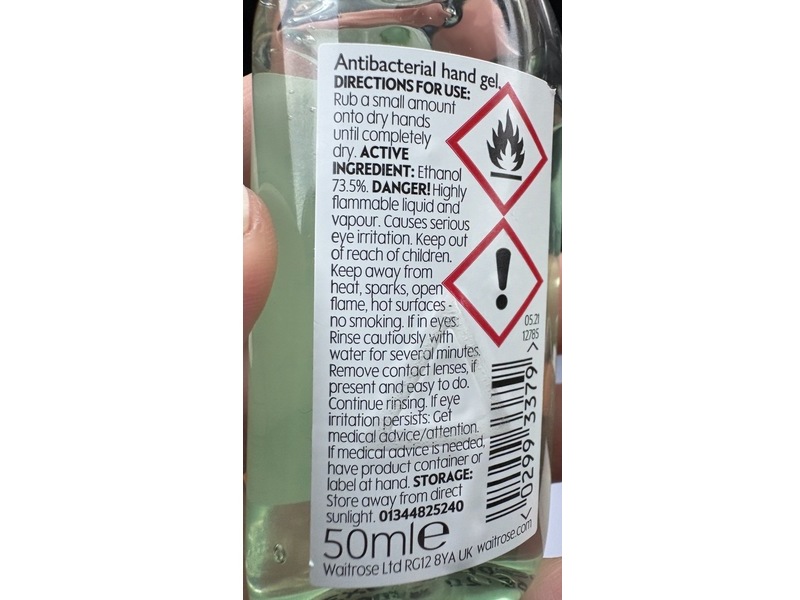 Antibacterial hand gel.
DIRECTIONS FOR USE:
Rub a small amount
onto dry hands
until completely
dry. ACTIVE
INGREDIENT: Ethanol
73.5%. DANGER! Highly
flammable liquid and
vapour. Causes serious
eye irritation. Keep out
of reach of children.
Keep away from
heat, sparks, open
flame, hot surfaces -
no smoking. If in eyes:
Rinse cautiously with
water for several minutes.
Remove contact lenses, if
present and easy to do.
Continue rinsing. If eye
irritation persists: Get
medical advice/attention.
If medical advice is needed,
have product container or
label at hand. STORAGE:
Store away from direct
sunlight. 01344825240
50ml℮
Waitrose Ltd RG12 8YA UK waitrose.com
05.21
12785
< 0299 3379 >